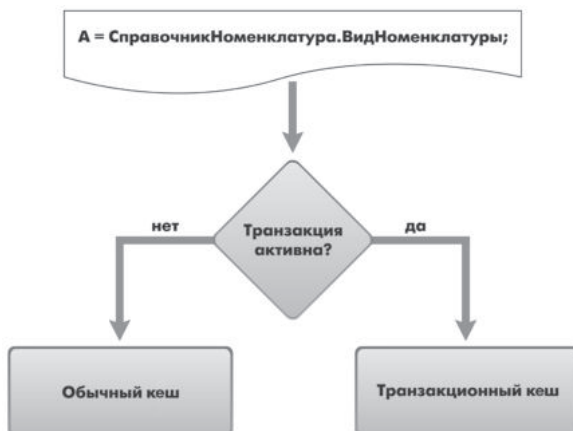 А = СправочникНоменклатура.ВидНоменклатуры;
нет
Транзакция
активна?
да
Обычный кеш
Транзакционный кеш